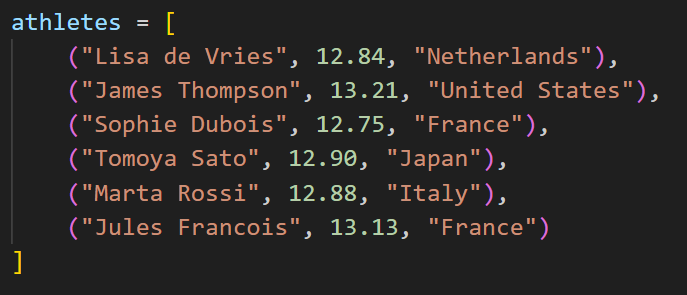 athletes = [
    ("Lisa de Vries", 12.84, "Netherlands"),
    ("James Thompson", 13.21, "United States"),
    ("Sophie Dubois", 12.75, "France"),
    ("Tomoya Sato", 12.90, "Japan"),
    ("Marta Rossi", 12.88, "Italy"),
    ("Jules Francois", 13.13, "France")
]